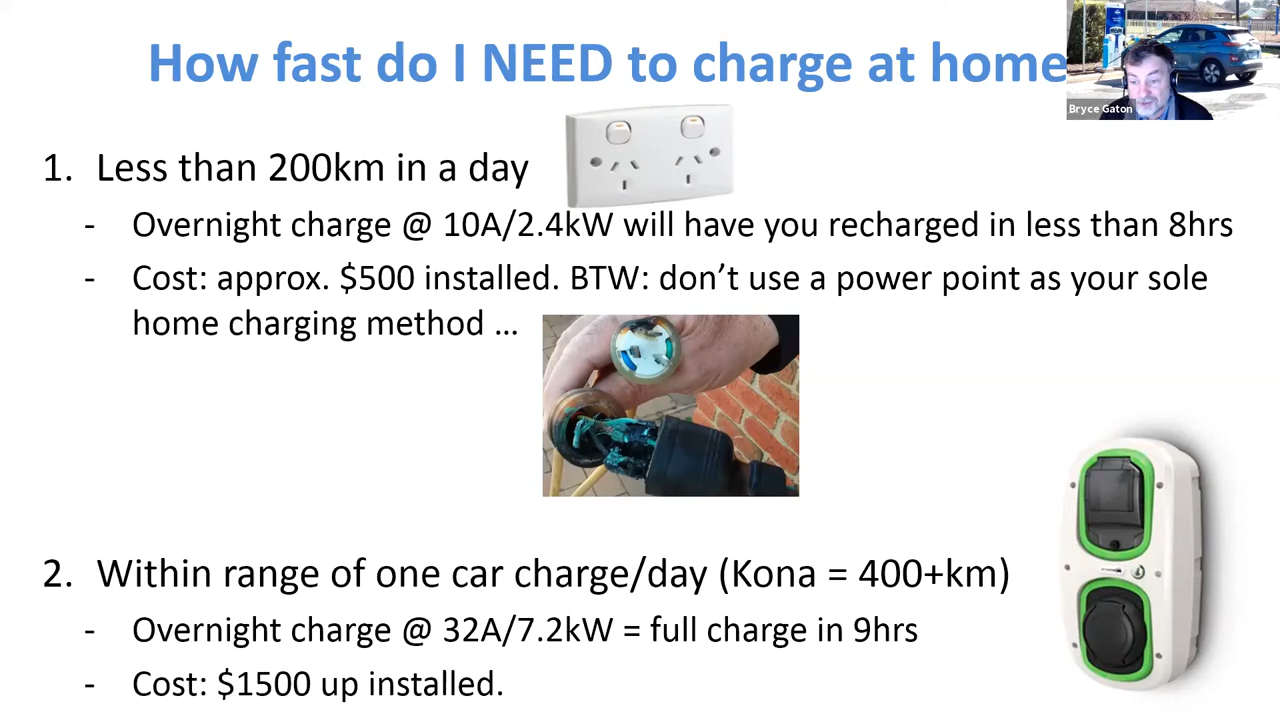 How fast do I NEED to charge at home
Bryce Gaton
1. Less than 200km in a day
- Overnight charge @ 10A/2.4kW will have you recharged in less than 8hrs
- Cost: approx. $500 installed. BTW: don’t use a power point as your sole
home charging method ...
2. Within range of one car charge/day (Kona = 400+km)
- Overnight charge @ 32A/7.2kW = full charge in 9hrs
- Cost: $1500 up installed.